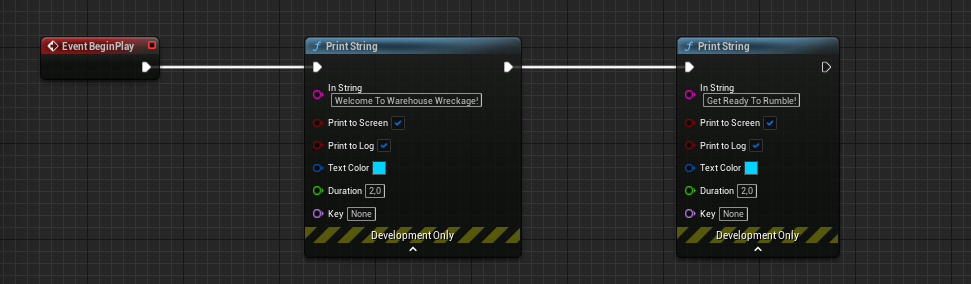 Event BeginPlay
Print String
In String
Welcome To Warehouse Wreckage!
Print to Screen
Print to Log
Text Color
Duration 2,0
Key None
Development Only
Print String
In String
Get Ready To Rumble!
Print to Screen
Print to Log
Text Color
Duration 2,0
Key None
Development Only